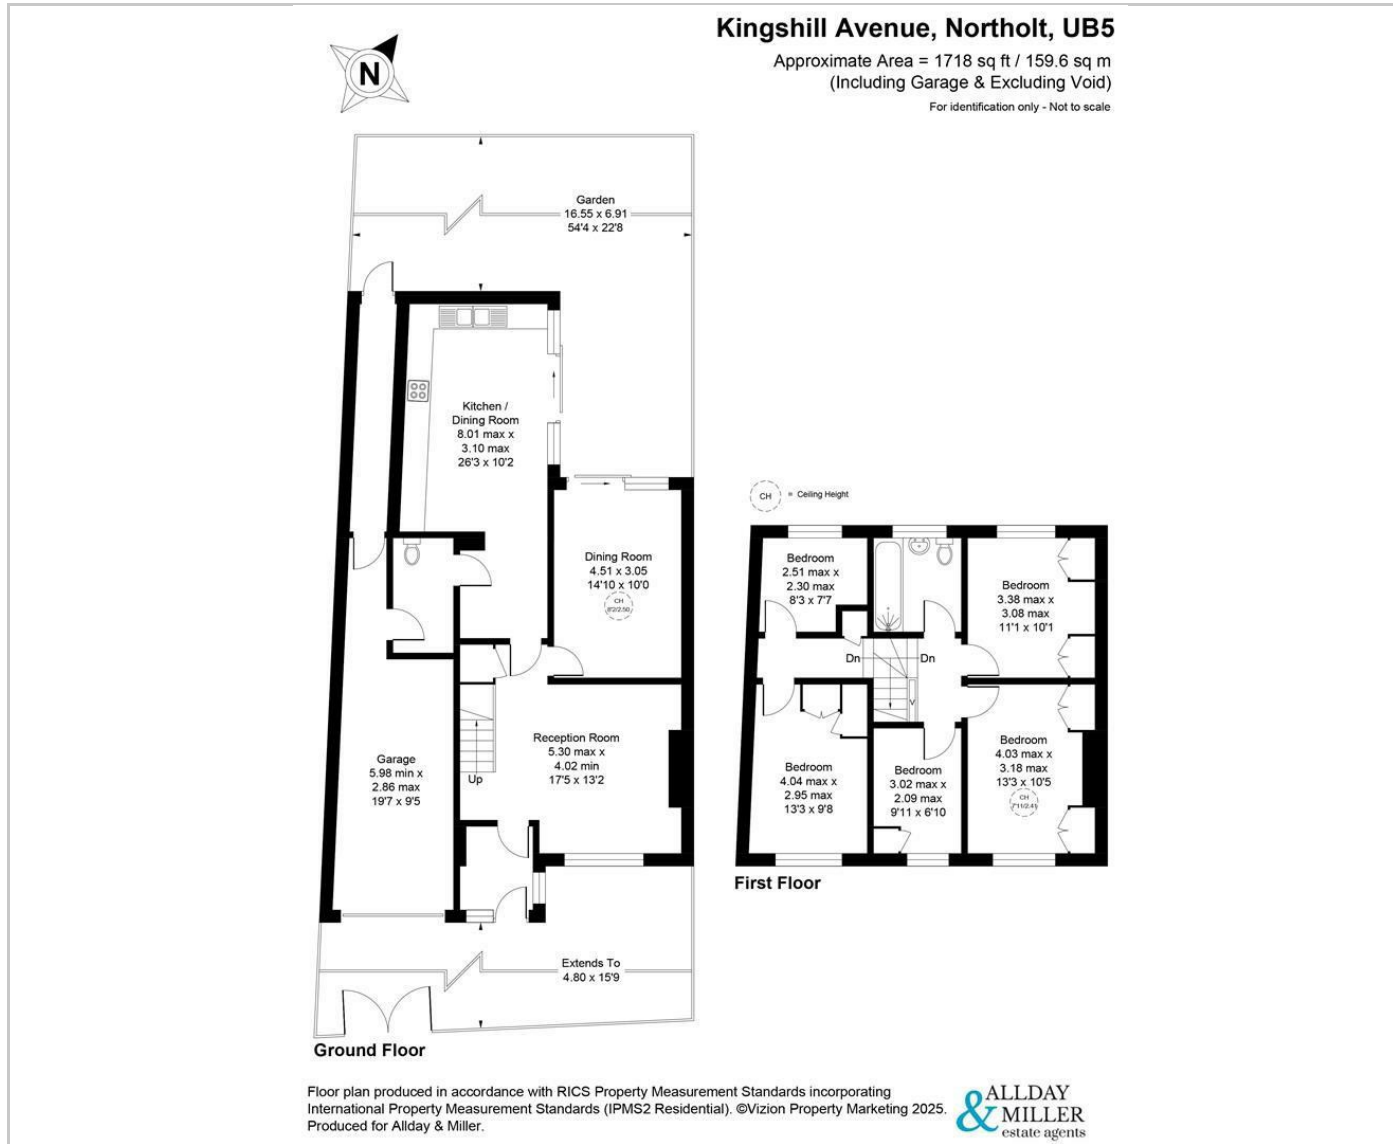 Kingshill Avenue, Northolt, UB5
Approximate Area = 1718 sq ft / 159.6 sq m
(Including Garage & Excluding Void)
For identification only - Not to scale
N
Garden
16.55 x 6.91
54'4 x 22'8
Kitchen /
Dining Room
8.01 max x
3.10 max
26'3 x 10'2
Dining Room
4.51 x 3.05
14'10 x 10'0
CH
8'2/2.50
Reception Room
5.30 max x
4.02 min
17'5 x 13'2
Up
Garage
5.98 min x
2.86 max
19'7 x 9'5
Extends To
4.80 x 15'9
Ground Floor
CH = Ceiling Height
Bedroom
2.51 max x
2.30 max
8'3 x 7'7
Bedroom
3.38 max x
3.08 max
11'1 x 10'1
Dn
Dn
V
Bedroom
4.04 max x
2.95 max
13'3 x 9'8
Bedroom
3.02 max x
2.09 max
9'11 x 6'10
Bedroom
4.03 max x
3.18 max
13'3 x 10'5
CH
7'11/2.41
First Floor
Floor plan produced in accordance with RICS Property Measurement Standards incorporating
International Property Measurement Standards (IPMS2 Residential). ©Vizion Property Marketing 2025.
Produced for Allday & Miller.
ALLDAY
& MILLER
estate agents